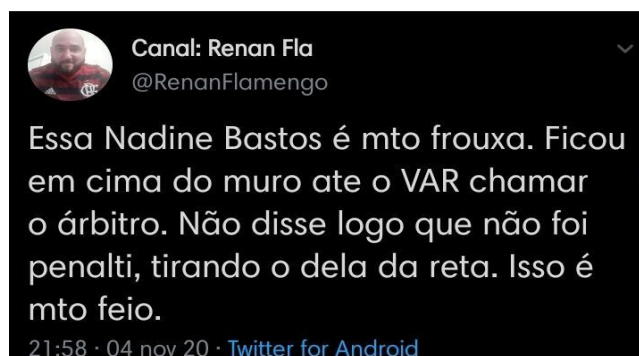 Canal: Renan Fla
@RenanFlamengo
Essa Nadine Bastos é mto frouxa. Ficou
em cima do muro ate o VAR chamar
o árbitro. Não disse logo que não foi
penalti, tirando o dela da reta. Isso é
mto feio.
21:58 · 04 nov 20 · Twitter for Android